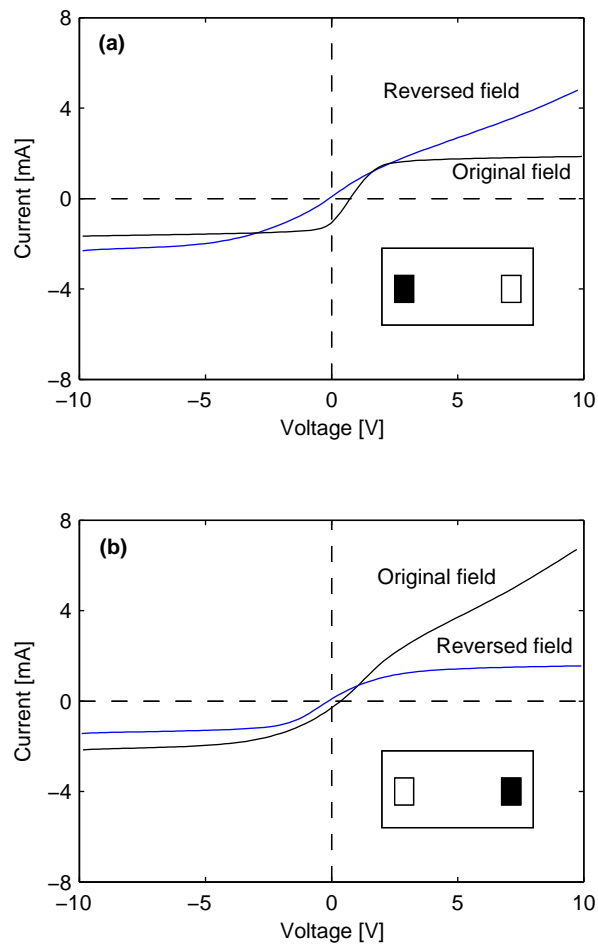 (a)
8
4
0
−4
−8
Current [mA]
Reversed field
Original field
−10 −5 0 5 10
Voltage [V]
(b)
8
4
0
−4
−8
Current [mA]
Original field
Reversed field
−10 −5 0 5 10
Voltage [V]